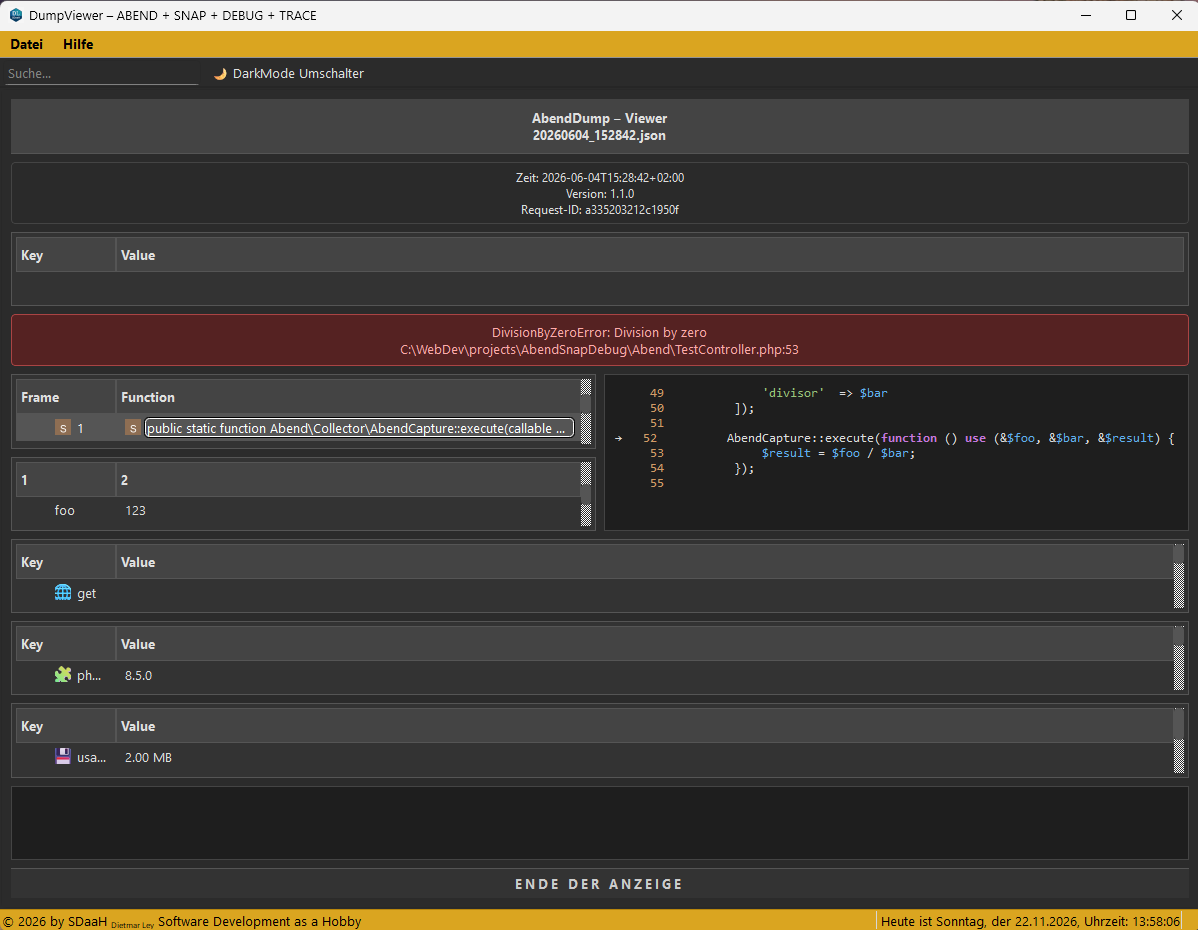 DumpViewer – ABEND + SNAP + DEBUG + TRACE
Datei Hilfe
Suche... 🌙 DarkMode Umschalter
AbendDump – Viewer
20260604_152842.json
Zeit: 2026-06-04T15:28:42+02:00
Version: 1.1.0
Request-ID: a335203212c1950f
Key Value
DivisionByZeroError: Division by zero
C:\WebDev\projects\AbendSnapDebug\Abend\TestController.php:53
Frame Function
S 1 S public static function Abend\Collector\AbendCapture::execute(callable ...
1 2
foo 123
49 'divisor' => $bar
50 ]);
51
→ 52 AbendCapture::execute(function () use (&$foo, &$bar, &$result) {
53 $result = $foo / $bar;
54 });
55
Key Value
🌐 get
Key Value
🧩 ph... 8.5.0
Key Value
💾 usa... 2.00 MB
ENDE DER ANZEIGE
© 2026 by SDaaH Dietmar Ley Software Development as a Hobby
Heute ist Sonntag, der 22.11.2026, Uhrzeit: 13:58:06